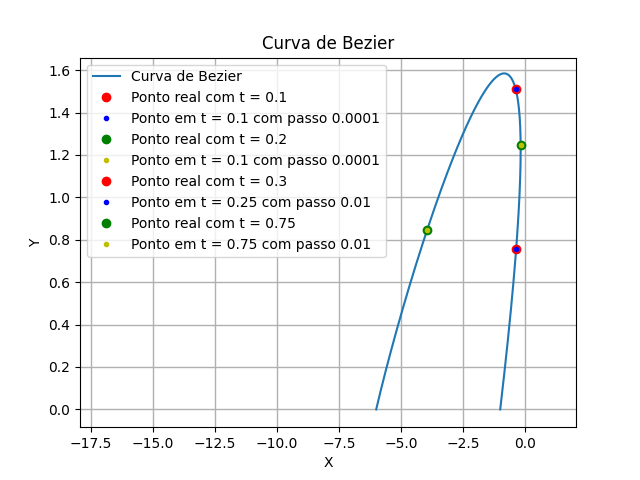 Curva de Bezier
Curva de Bezier
Ponto real com t = 0.1
Ponto em t = 0.1 com passo 0.0001
Ponto real com t = 0.2
Ponto em t = 0.1 com passo 0.0001
Ponto real com t = 0.3
Ponto em t = 0.25 com passo 0.01
Ponto real com t = 0.75
Ponto em t = 0.75 com passo 0.01
1.6
1.4
1.2
1.0
0.8
0.6
0.4
0.2
0.0
Y
−17.5 −15.0 −12.5 −10.0 −7.5 −5.0 −2.5 0.0
X